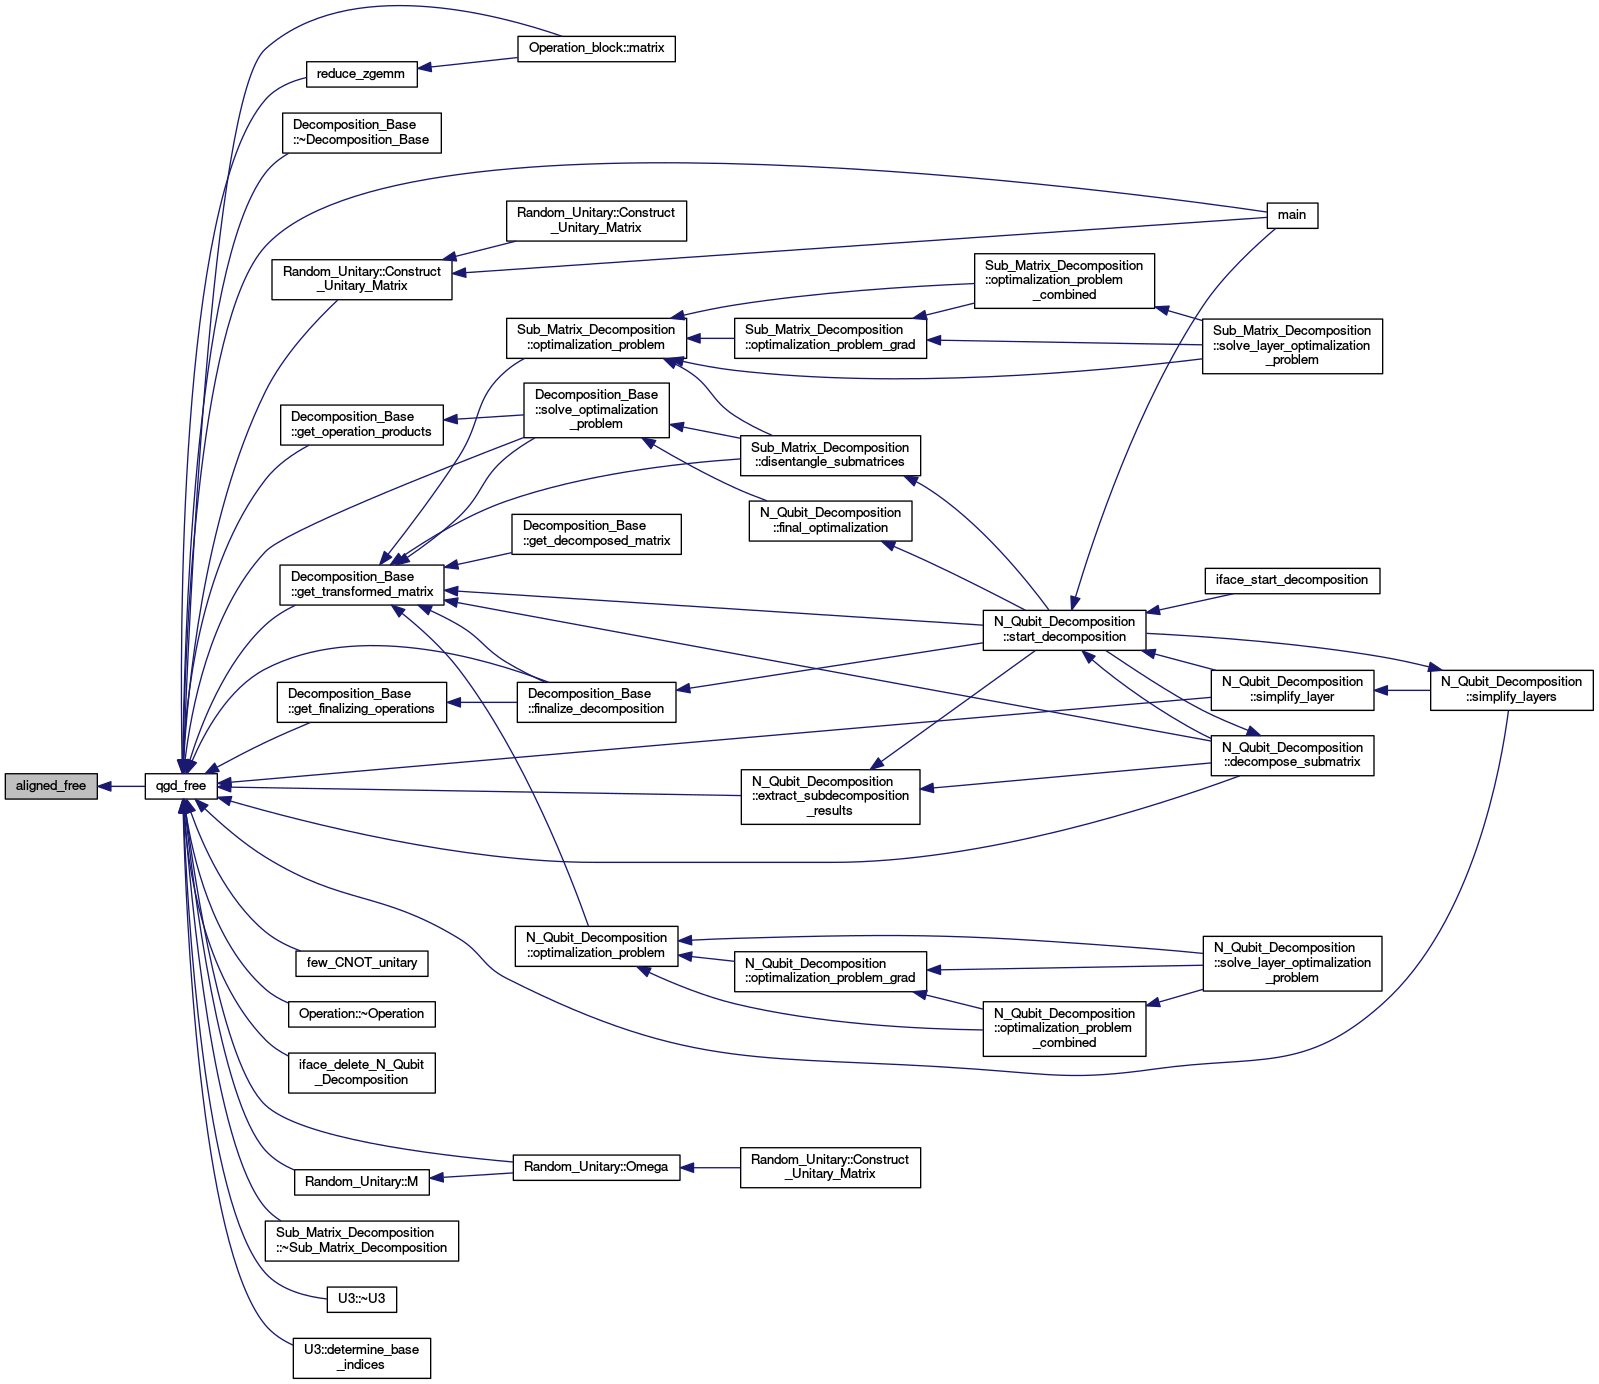 Operation_block::matrix
reduce_zgemm
Decomposition_Base
::~Decomposition_Base
main
Random_Unitary::Construct
_Unitary_Matrix
Random_Unitary::Construct
_Unitary_Matrix
Sub_Matrix_Decomposition
::optimalization_problem
_combined
Sub_Matrix_Decomposition
::optimalization_problem
Sub_Matrix_Decomposition
::optimalization_problem_grad
Sub_Matrix_Decomposition
::solve_layer_optimalization
_problem
Decomposition_Base
::get_operation_products
Decomposition_Base
::solve_optimalization
_problem
Sub_Matrix_Decomposition
::disentangle_submatrices
N_Qubit_Decomposition
::final_optimalization
Decomposition_Base
::get_decomposed_matrix
Decomposition_Base
::get_transformed_matrix
iface_start_decomposition
N_Qubit_Decomposition
::start_decomposition
Decomposition_Base
::get_finalizing_operations
Decomposition_Base
::finalize_decomposition
N_Qubit_Decomposition
::simplify_layer
N_Qubit_Decomposition
::simplify_layers
N_Qubit_Decomposition
::decompose_submatrix
aligned_free
qgd_free
N_Qubit_Decomposition
::extract_subdecomposition
_results
few_CNOT_unitary
N_Qubit_Decomposition
::optimalization_problem
N_Qubit_Decomposition
::optimalization_problem_grad
N_Qubit_Decomposition
::solve_layer_optimalization
_problem
Operation::~Operation
N_Qubit_Decomposition
::optimalization_problem
_combined
iface_delete_N_Qubit
_Decomposition
Random_Unitary::M
Random_Unitary::Omega
Random_Unitary::Construct
_Unitary_Matrix
Sub_Matrix_Decomposition
::~Sub_Matrix_Decomposition
U3::~U3
U3::determine_base
_indices